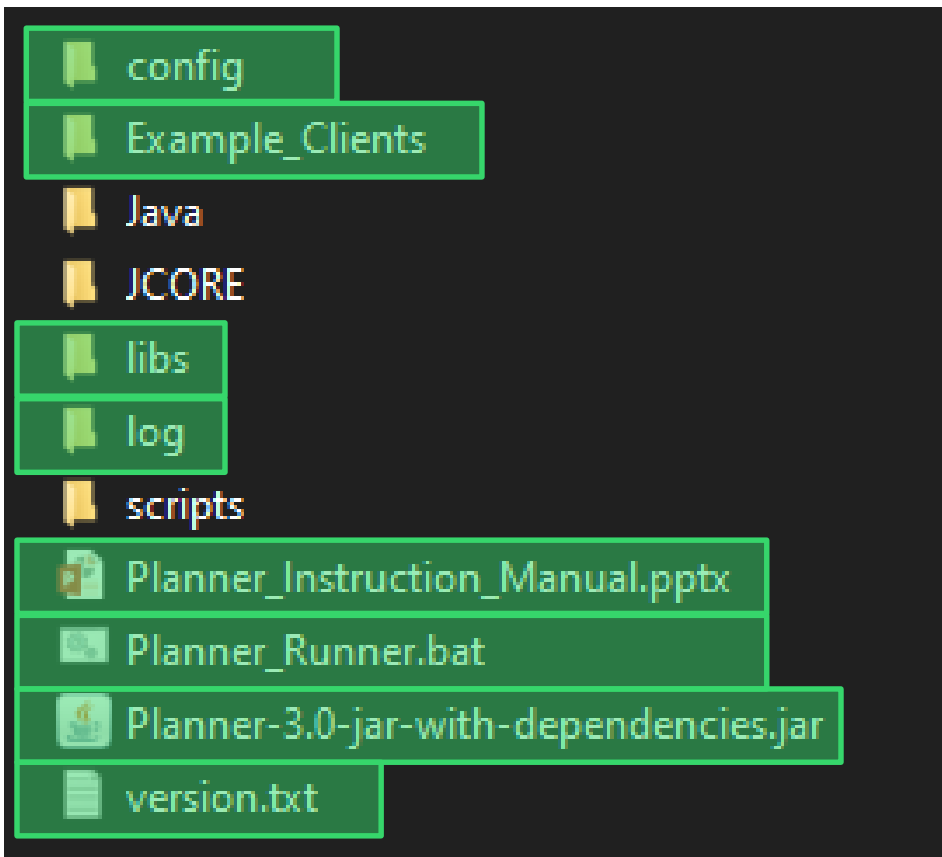 config
Example_Clients
Java
JCORE
libs
log
scripts
Planner_Instruction_Manual.pptx
Planner_Runner.bat
Planner-3.0-jar-with-dependencies.jar
version.txt